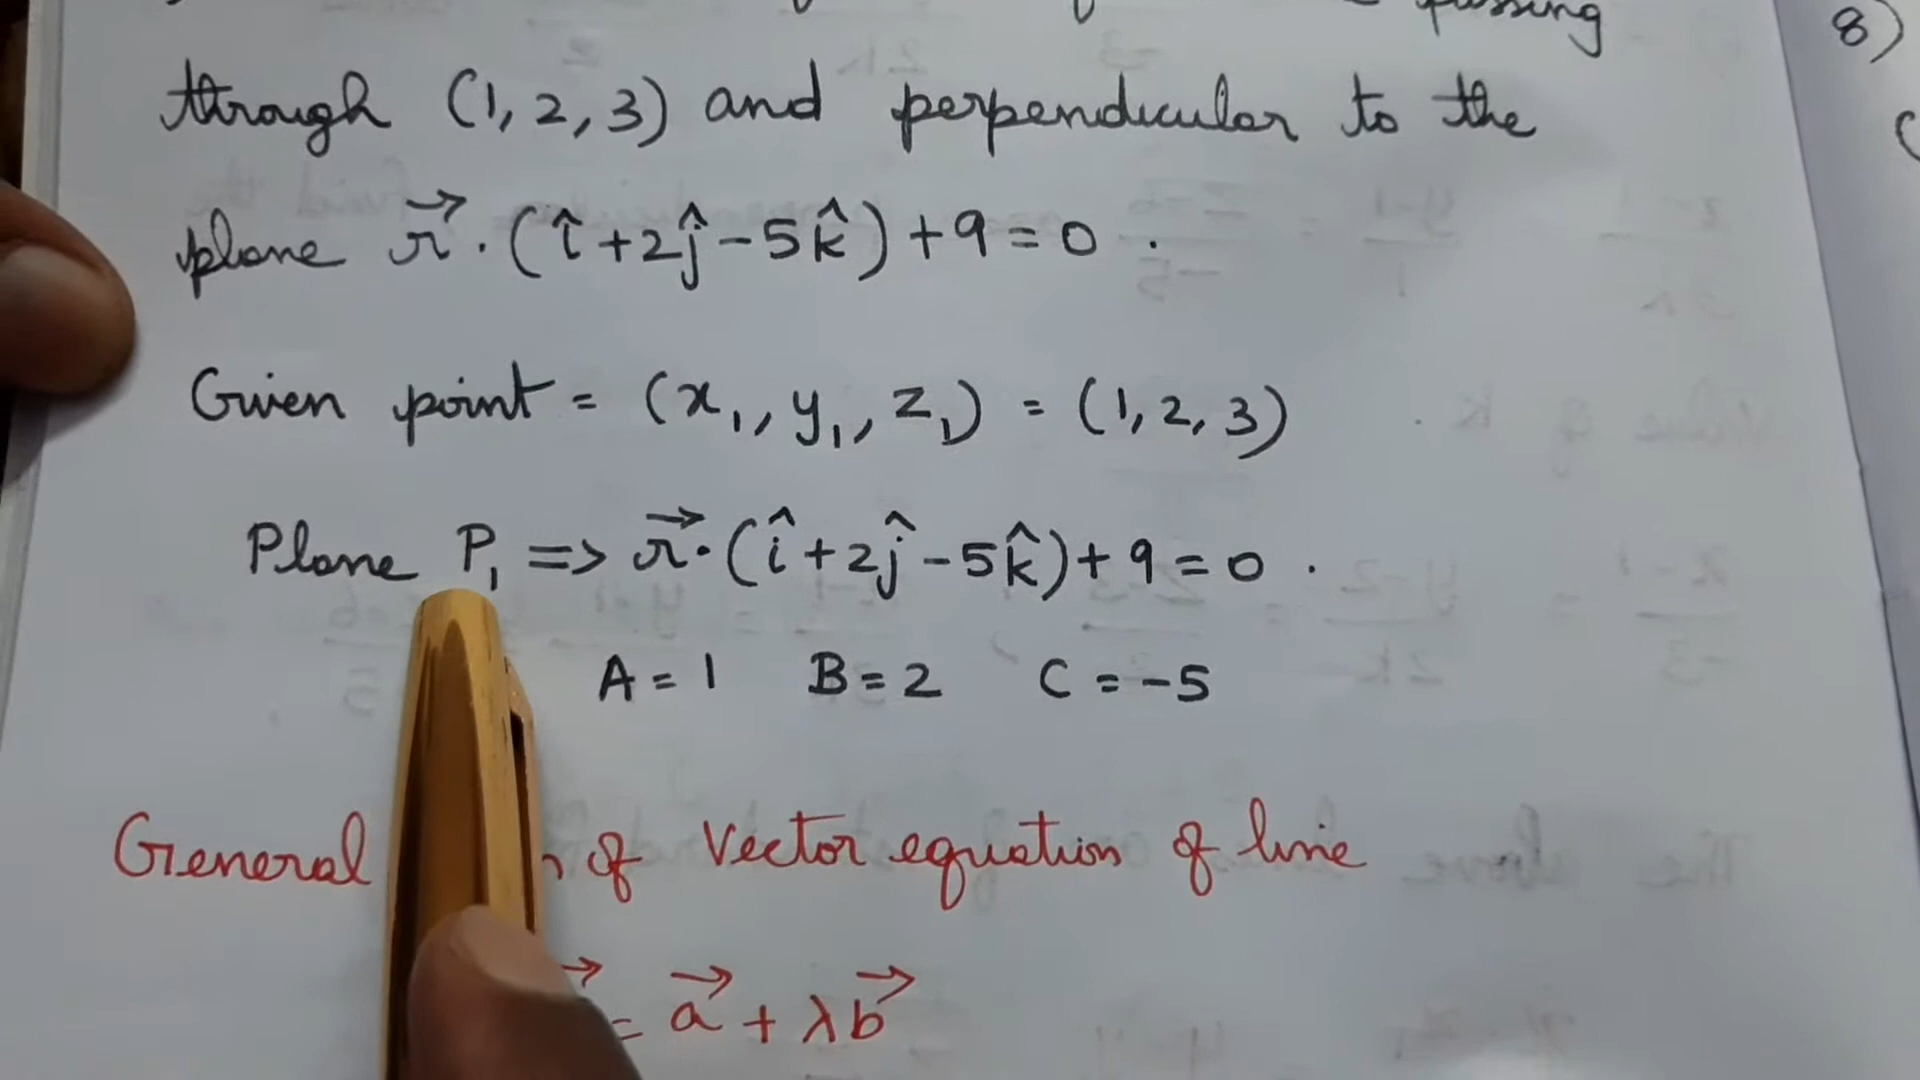 passing
8)
through (1, 2, 3) and perpendicular to the
plane r⃗ . (î + 2ĵ - 5k̂) + 9 = 0 .
Given point = (x₁, y₁, z₁) = (1, 2, 3)
Plane P₁ => r⃗ . (î + 2ĵ - 5k̂) + 9 = 0 .
A = 1 B = 2 C = -5
General of Vector equation of line
= a⃗ + λb⃗